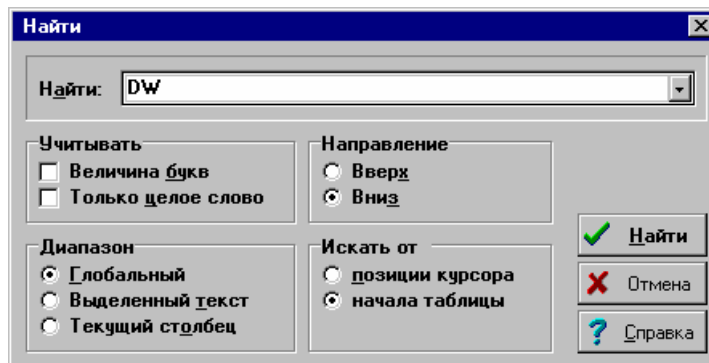 Найти
Найти: DW
Учитывать
Величина букв
Только целое слово
Направление
Вверх
Вниз
Диапазон
Глобальный
Выделенный текст
Текущий столбец
Искать от
позиции курсора
начала таблицы
Найти
Отмена
Справка